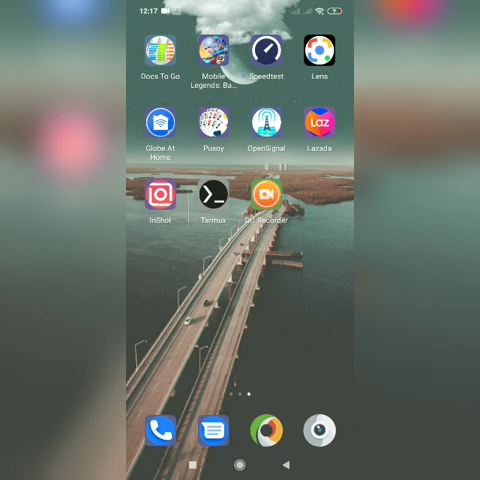 12:17
Docs To Go
Mobile
Legends: Ba...
Speedtest
Lens
Globe At
Home
Pusoy
OpenSignal
Laz
Lazada
InShot
Termux
DU Recorder